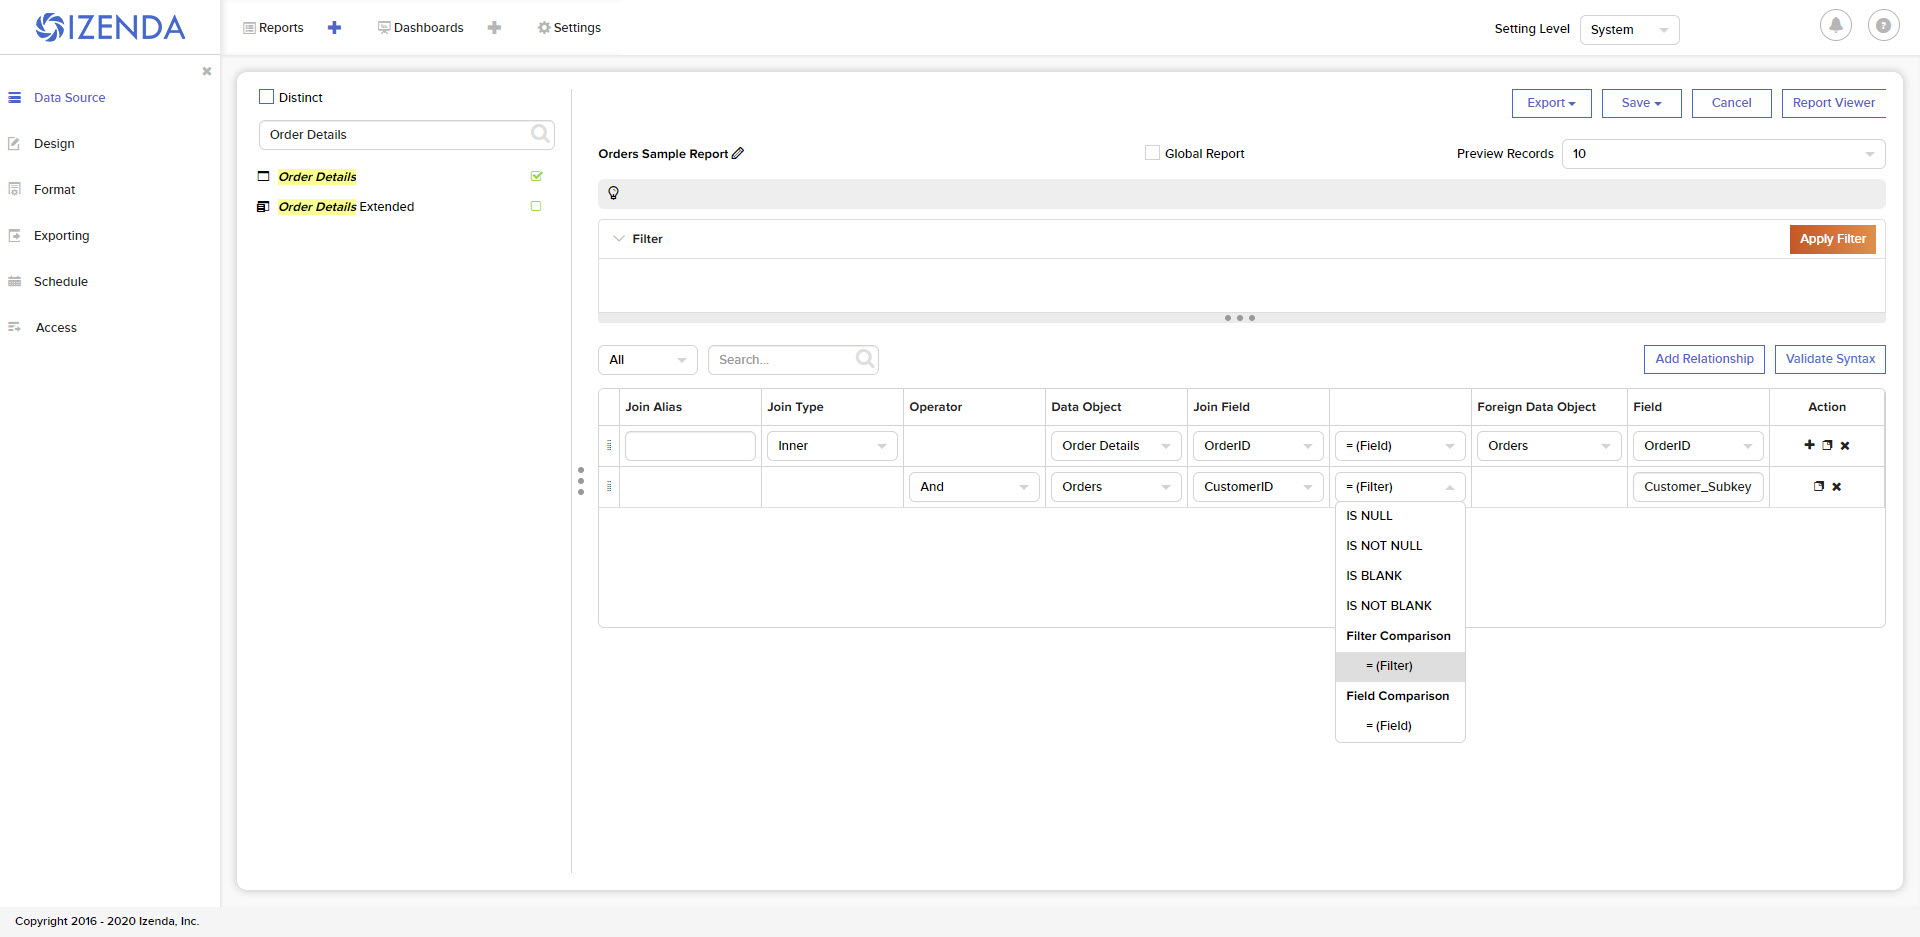 IZENDA
Reports
Dashboards
Settings
Setting Level
System
Data Source
Design
Format
Exporting
Schedule
Access
Distinct
Order Details
Order Details
Order Details Extended
Export
Save
Cancel
Report Viewer
Orders Sample Report
Global Report
Preview Records
10
Filter
Apply Filter
All
Search...
Add Relationship
Validate Syntax
Join Alias Join Type Operator Data Object Join Field Foreign Data Object Field Action
Inner Order Details OrderID = (Field) Orders OrderID
And Orders CustomerID = (Filter) Customer_Subkey
IS NULL
IS NOT NULL
IS BLANK
IS NOT BLANK
Filter Comparison
= (Filter)
Field Comparison
= (Field)
Copyright 2016 - 2020 Izenda, Inc.